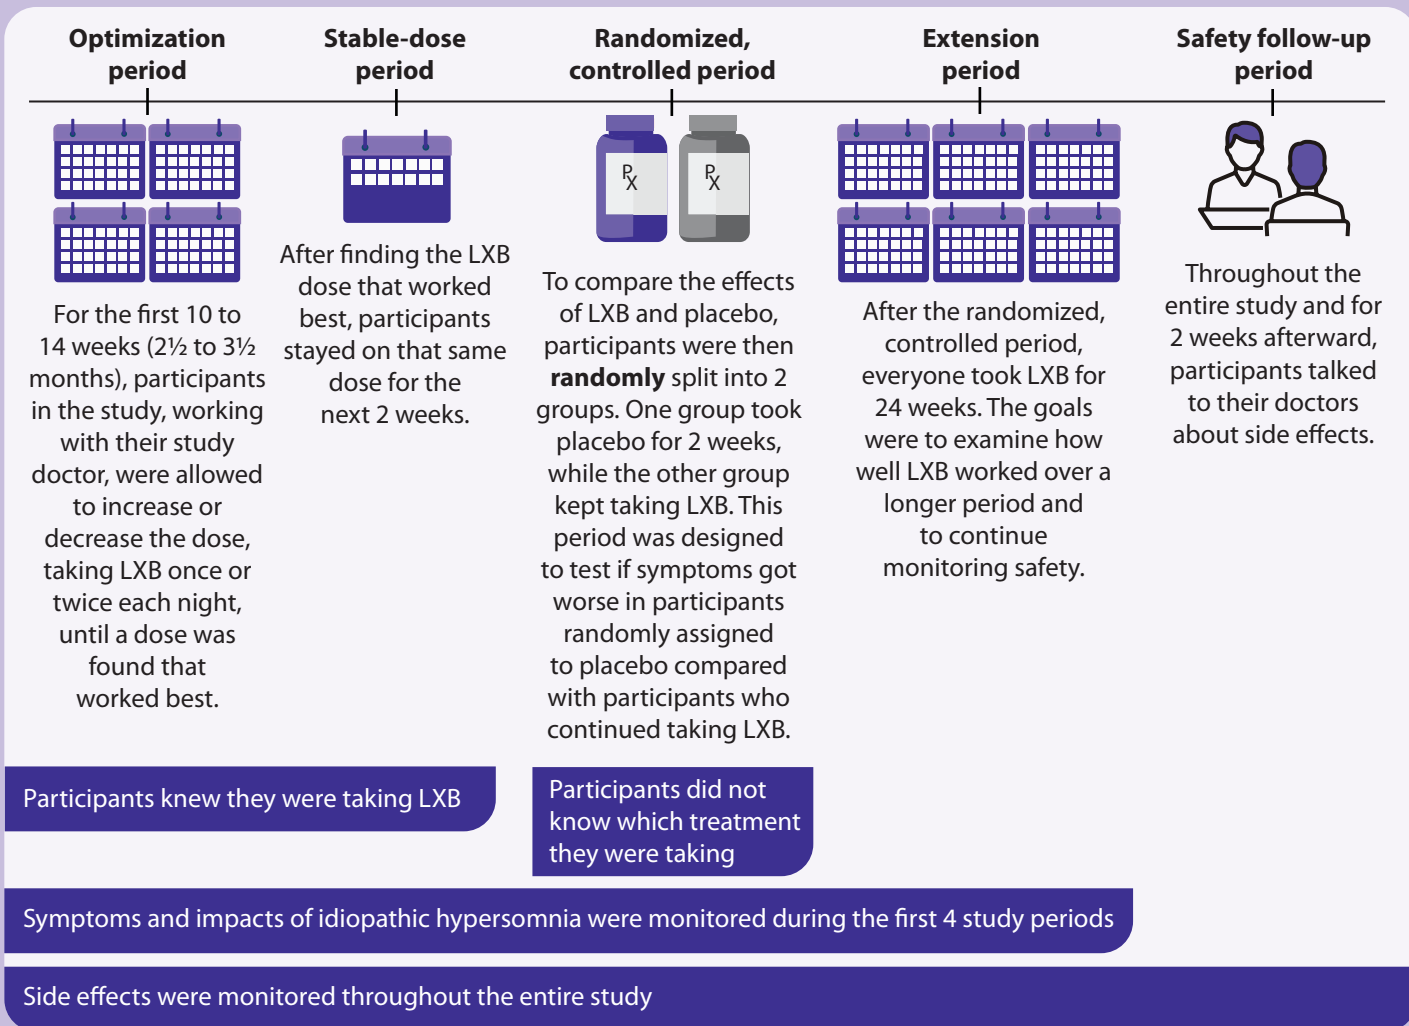 Optimization
period
Stable-dose
period
Randomized,
controlled period
Extension
period
Safety follow-up
period
For the first 10 to
14 weeks (2½ to 3½
months), participants
in the study, working
with their study
doctor, were allowed
to increase or
decrease the dose,
taking LXB once or
twice each night,
until a dose was
found that
worked best.
After finding the LXB
dose that worked
best, participants
stayed on that same
dose for the
next 2 weeks.
PX
PX
To compare the effects
of LXB and placebo,
participants were then
randomly split into 2
groups. One group took
placebo for 2 weeks,
while the other group
kept taking LXB. This
period was designed
to test if symptoms got
worse in participants
randomly assigned
to placebo compared
with participants who
continued taking LXB.
After the randomized,
controlled period,
everyone took LXB for
24 weeks. The goals
were to examine how
well LXB worked over a
longer period and
to continue
monitoring safety.
Throughout the
entire study and for
2 weeks afterward,
participants talked
to their doctors
about side effects.
Participants knew they were taking LXB
Participants did not
know which treatment
they were taking
Symptoms and impacts of idiopathic hypersomnia were monitored during the first 4 study periods
Side effects were monitored throughout the entire study